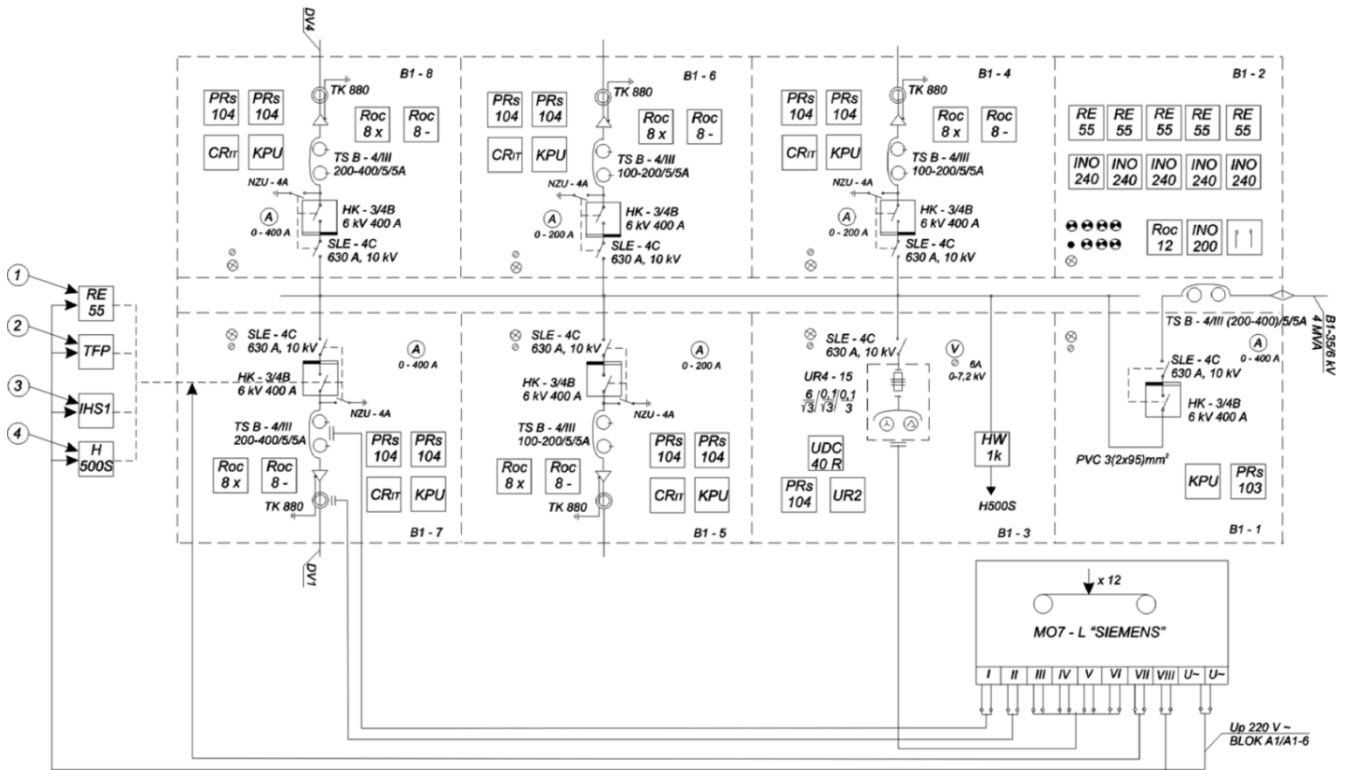 DV4
B1 - 8
TK 880
PRs 104
PRs 104
Roc 8 x
Roc 8 -
CRIT
KPU
TS B - 4/III
200-400/5/5A
NZU - 4A
A
0 - 400 A
HK - 3/4B
6 kV 400 A
SLE - 4C
630 A, 10 kV
B1 - 6
TK 880
PRs 104
PRs 104
Roc 8 x
Roc 8 -
CRIT
KPU
TS B - 4/III
100-200/5/5A
NZU - 4A
A
0 - 200 A
HK - 3/4B
6 kV 400 A
SLE - 4C
630 A, 10 kV
B1 - 4
TK 880
PRs 104
PRs 104
Roc 8 x
Roc 8 -
CRIT
KPU
TS B - 4/III
100-200/5/5A
NZU - 4A
A
0 - 200 A
HK - 3/4B
6 kV 400 A
SLE - 4C
630 A, 10 kV
B1 - 2
RE 55
RE 55
RE 55
RE 55
RE 55
INO 240
INO 240
INO 240
INO 240
INO 240
Roc 12
INO 200
1
RE 55
2
TFP
3
IHS1
4
H 500S
SLE - 4C
630 A, 10 kV
A
0 - 400 A
HK - 3/4B
6 kV 400 A
NZU - 4A
TS B - 4/III
200-400/5/5A
PRs 104
PRs 104
Roc 8 x
Roc 8 -
CRIT
KPU
TK 880
B1 - 7
DV1
SLE - 4C
630 A, 10 kV
A
0 - 200 A
HK - 3/4B
6 kV 400 A
NZU - 4A
TS B - 4/III
100-200/5/5A
PRs 104
PRs 104
Roc 8 x
Roc 8 -
CRIT
KPU
TK 880
B1 - 5
SLE - 4C
630 A, 10 kV
V
6A
0-7,2 kV
UR4 - 15
6/√3 / 0,1/√3 / 0,1/3
UDC 40 R
PRs 104
UR2
HW 1k
H500S
B1 - 3
TS B - 4/III (200-400)/5/5A
B1-35/6 kV
4 MVA
A
0 - 400 A
SLE - 4C
630 A, 10 kV
HK - 3/4B
6 kV 400 A
PVC 3(2x95)mm²
KPU
PRs 103
B1 - 1
x 12
MO7 - L "SIEMENS"
I II III IV V VI VII VIII U~ U~
Up 220 V ~
BLOK A1/A1-6